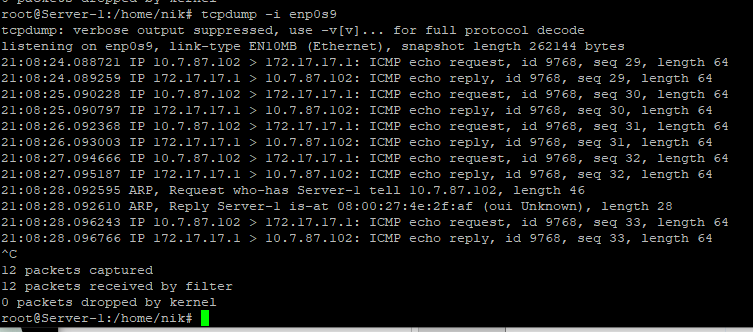 0 packets dropped by kernel
root@Server-1:/home/nik# tcpdump -i enp0s9
tcpdump: verbose output suppressed, use -v[v]... for full protocol decode
listening on enp0s9, link-type EN10MB (Ethernet), snapshot length 262144 bytes
21:08:24.088721 IP 10.7.87.102 > 172.17.17.1: ICMP echo request, id 9768, seq 29, length 64
21:08:24.089259 IP 172.17.17.1 > 10.7.87.102: ICMP echo reply, id 9768, seq 29, length 64
21:08:25.090228 IP 10.7.87.102 > 172.17.17.1: ICMP echo request, id 9768, seq 30, length 64
21:08:25.090797 IP 172.17.17.1 > 10.7.87.102: ICMP echo reply, id 9768, seq 30, length 64
21:08:26.092368 IP 10.7.87.102 > 172.17.17.1: ICMP echo request, id 9768, seq 31, length 64
21:08:26.093003 IP 172.17.17.1 > 10.7.87.102: ICMP echo reply, id 9768, seq 31, length 64
21:08:27.094666 IP 10.7.87.102 > 172.17.17.1: ICMP echo request, id 9768, seq 32, length 64
21:08:27.095187 IP 172.17.17.1 > 10.7.87.102: ICMP echo reply, id 9768, seq 32, length 64
21:08:28.092595 ARP, Request who-has Server-1 tell 10.7.87.102, length 46
21:08:28.092610 ARP, Reply Server-1 is-at 08:00:27:4e:2f:af (oui Unknown), length 28
21:08:28.096243 IP 10.7.87.102 > 172.17.17.1: ICMP echo request, id 9768, seq 33, length 64
21:08:28.096766 IP 172.17.17.1 > 10.7.87.102: ICMP echo reply, id 9768, seq 33, length 64
^C
12 packets captured
12 packets received by filter
0 packets dropped by kernel
root@Server-1:/home/nik#